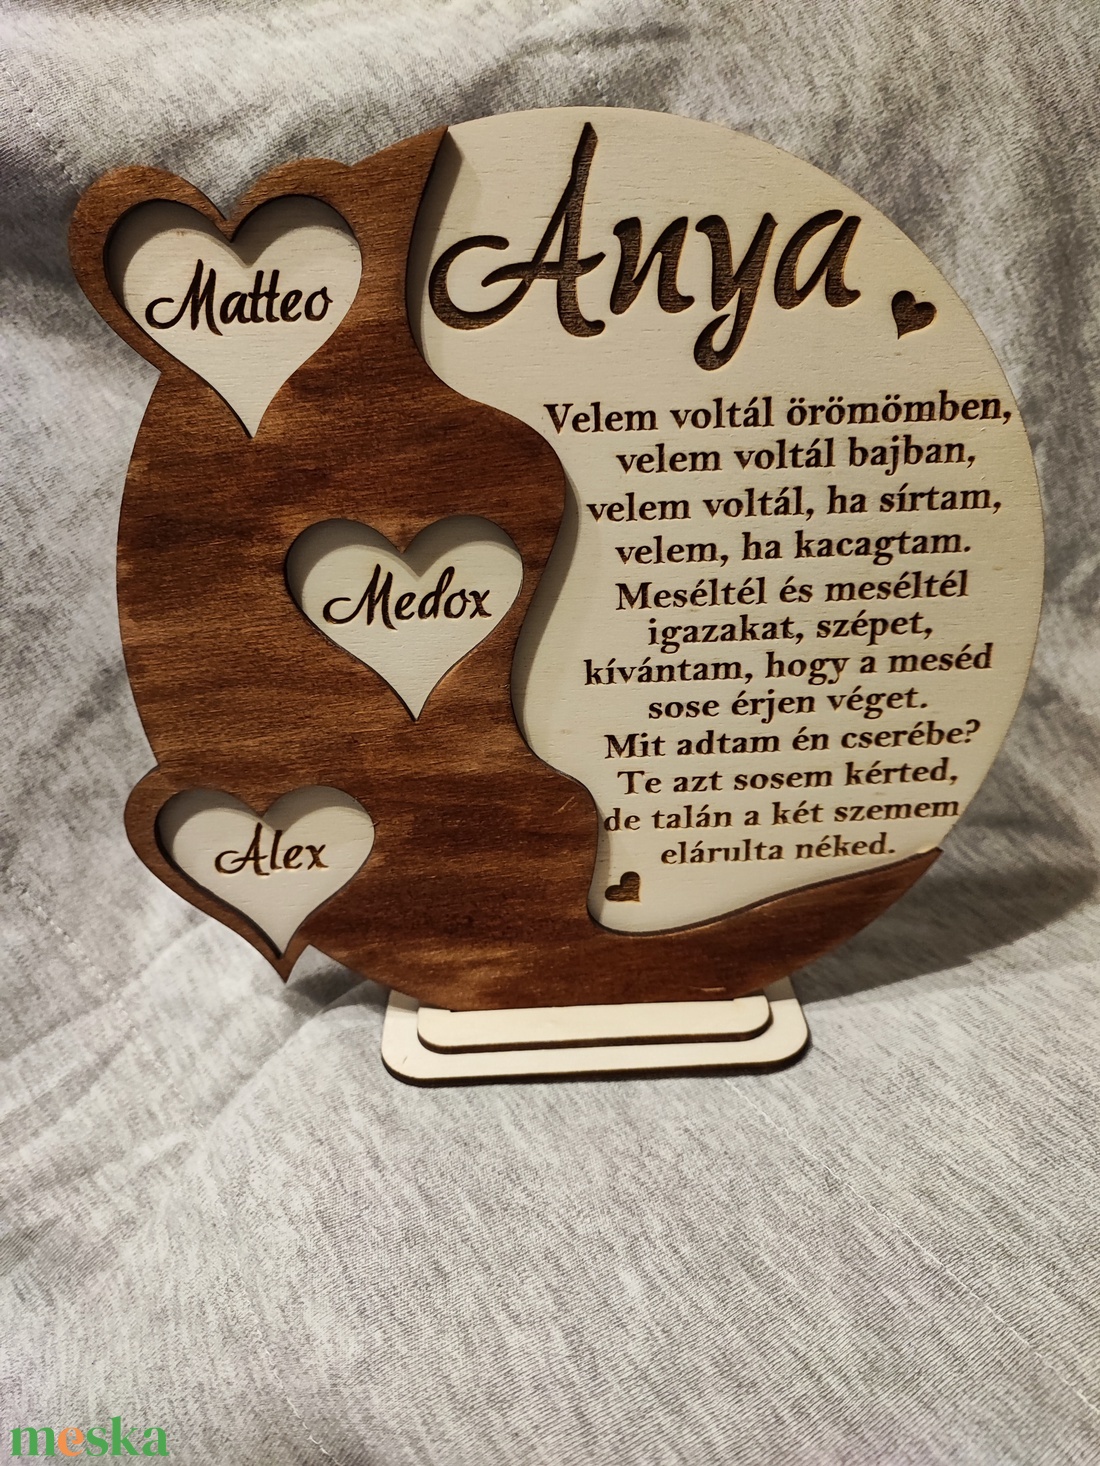 Anya
Matteo
Medox
Alex
Velem voltál örömömben,
velem voltál bajban,
velem voltál, ha sírtam,
velem, ha kacagtam.
Meséltél és meséltél
igazakat, szépet,
kívántam, hogy a meséd
sose érjen véget.
Mit adtam én cserébe?
Te azt sosem kérted,
de talán a két szemem
elárulta néked.
meska